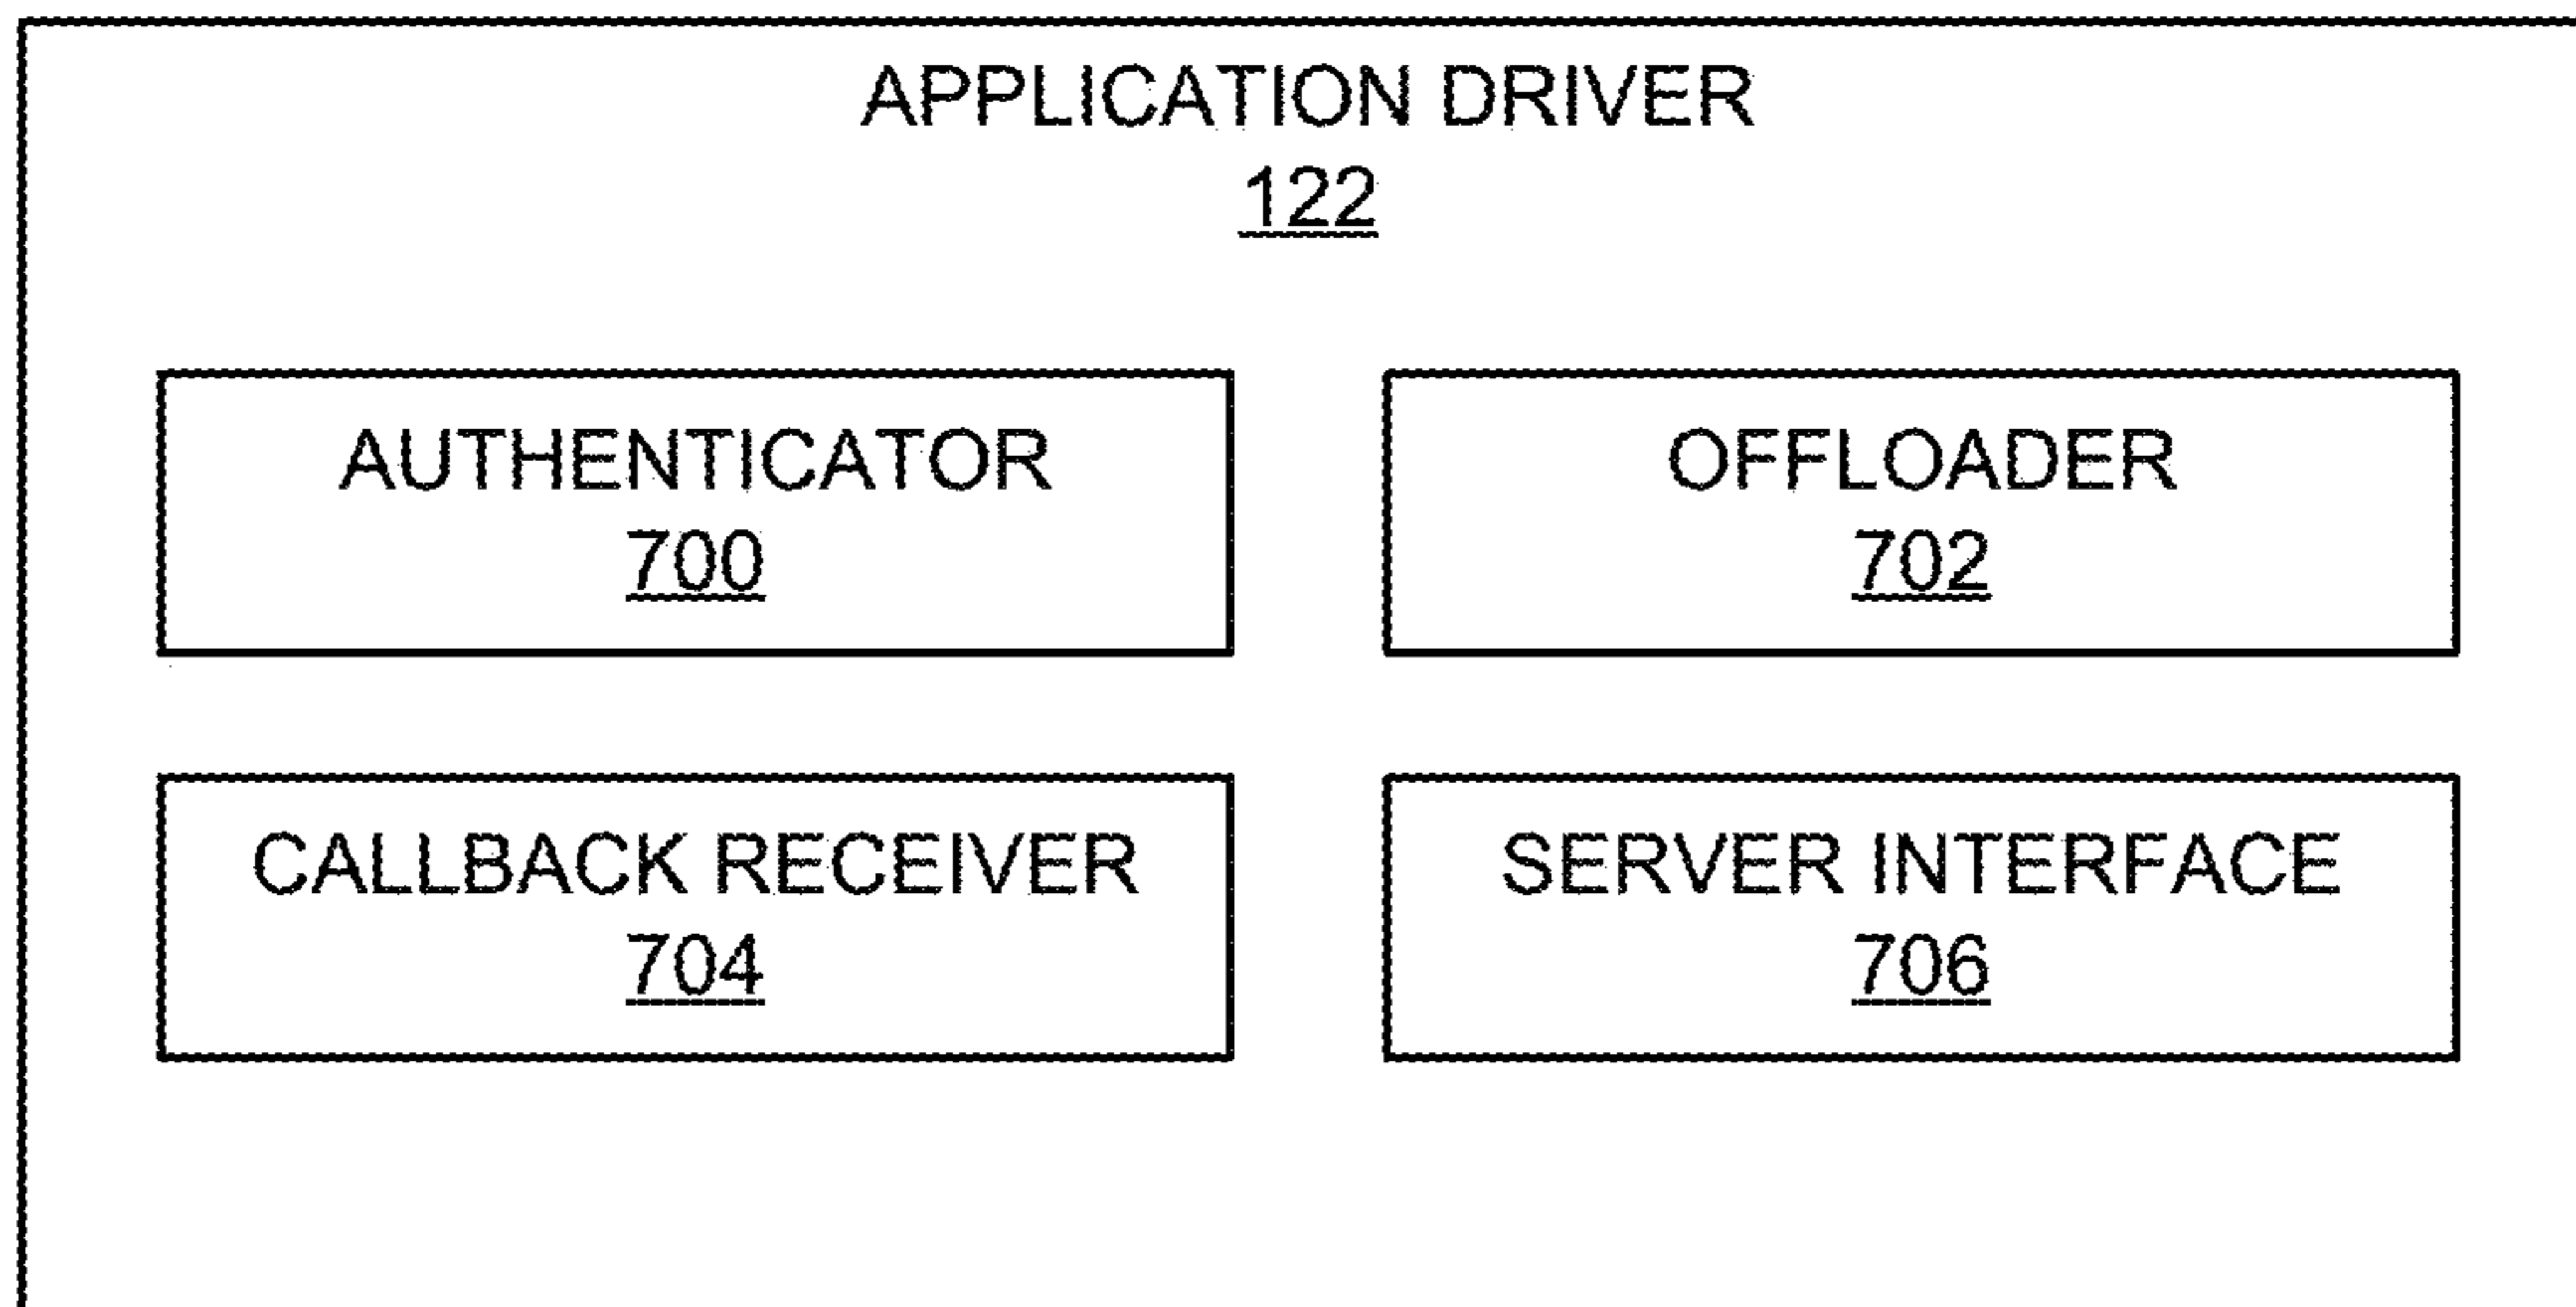 APPLICATION DRIVER
122
AUTHENTICATOR
700
OFFLOADER
702
CALLBACK RECEIVER
704
SERVER INTERFACE
706